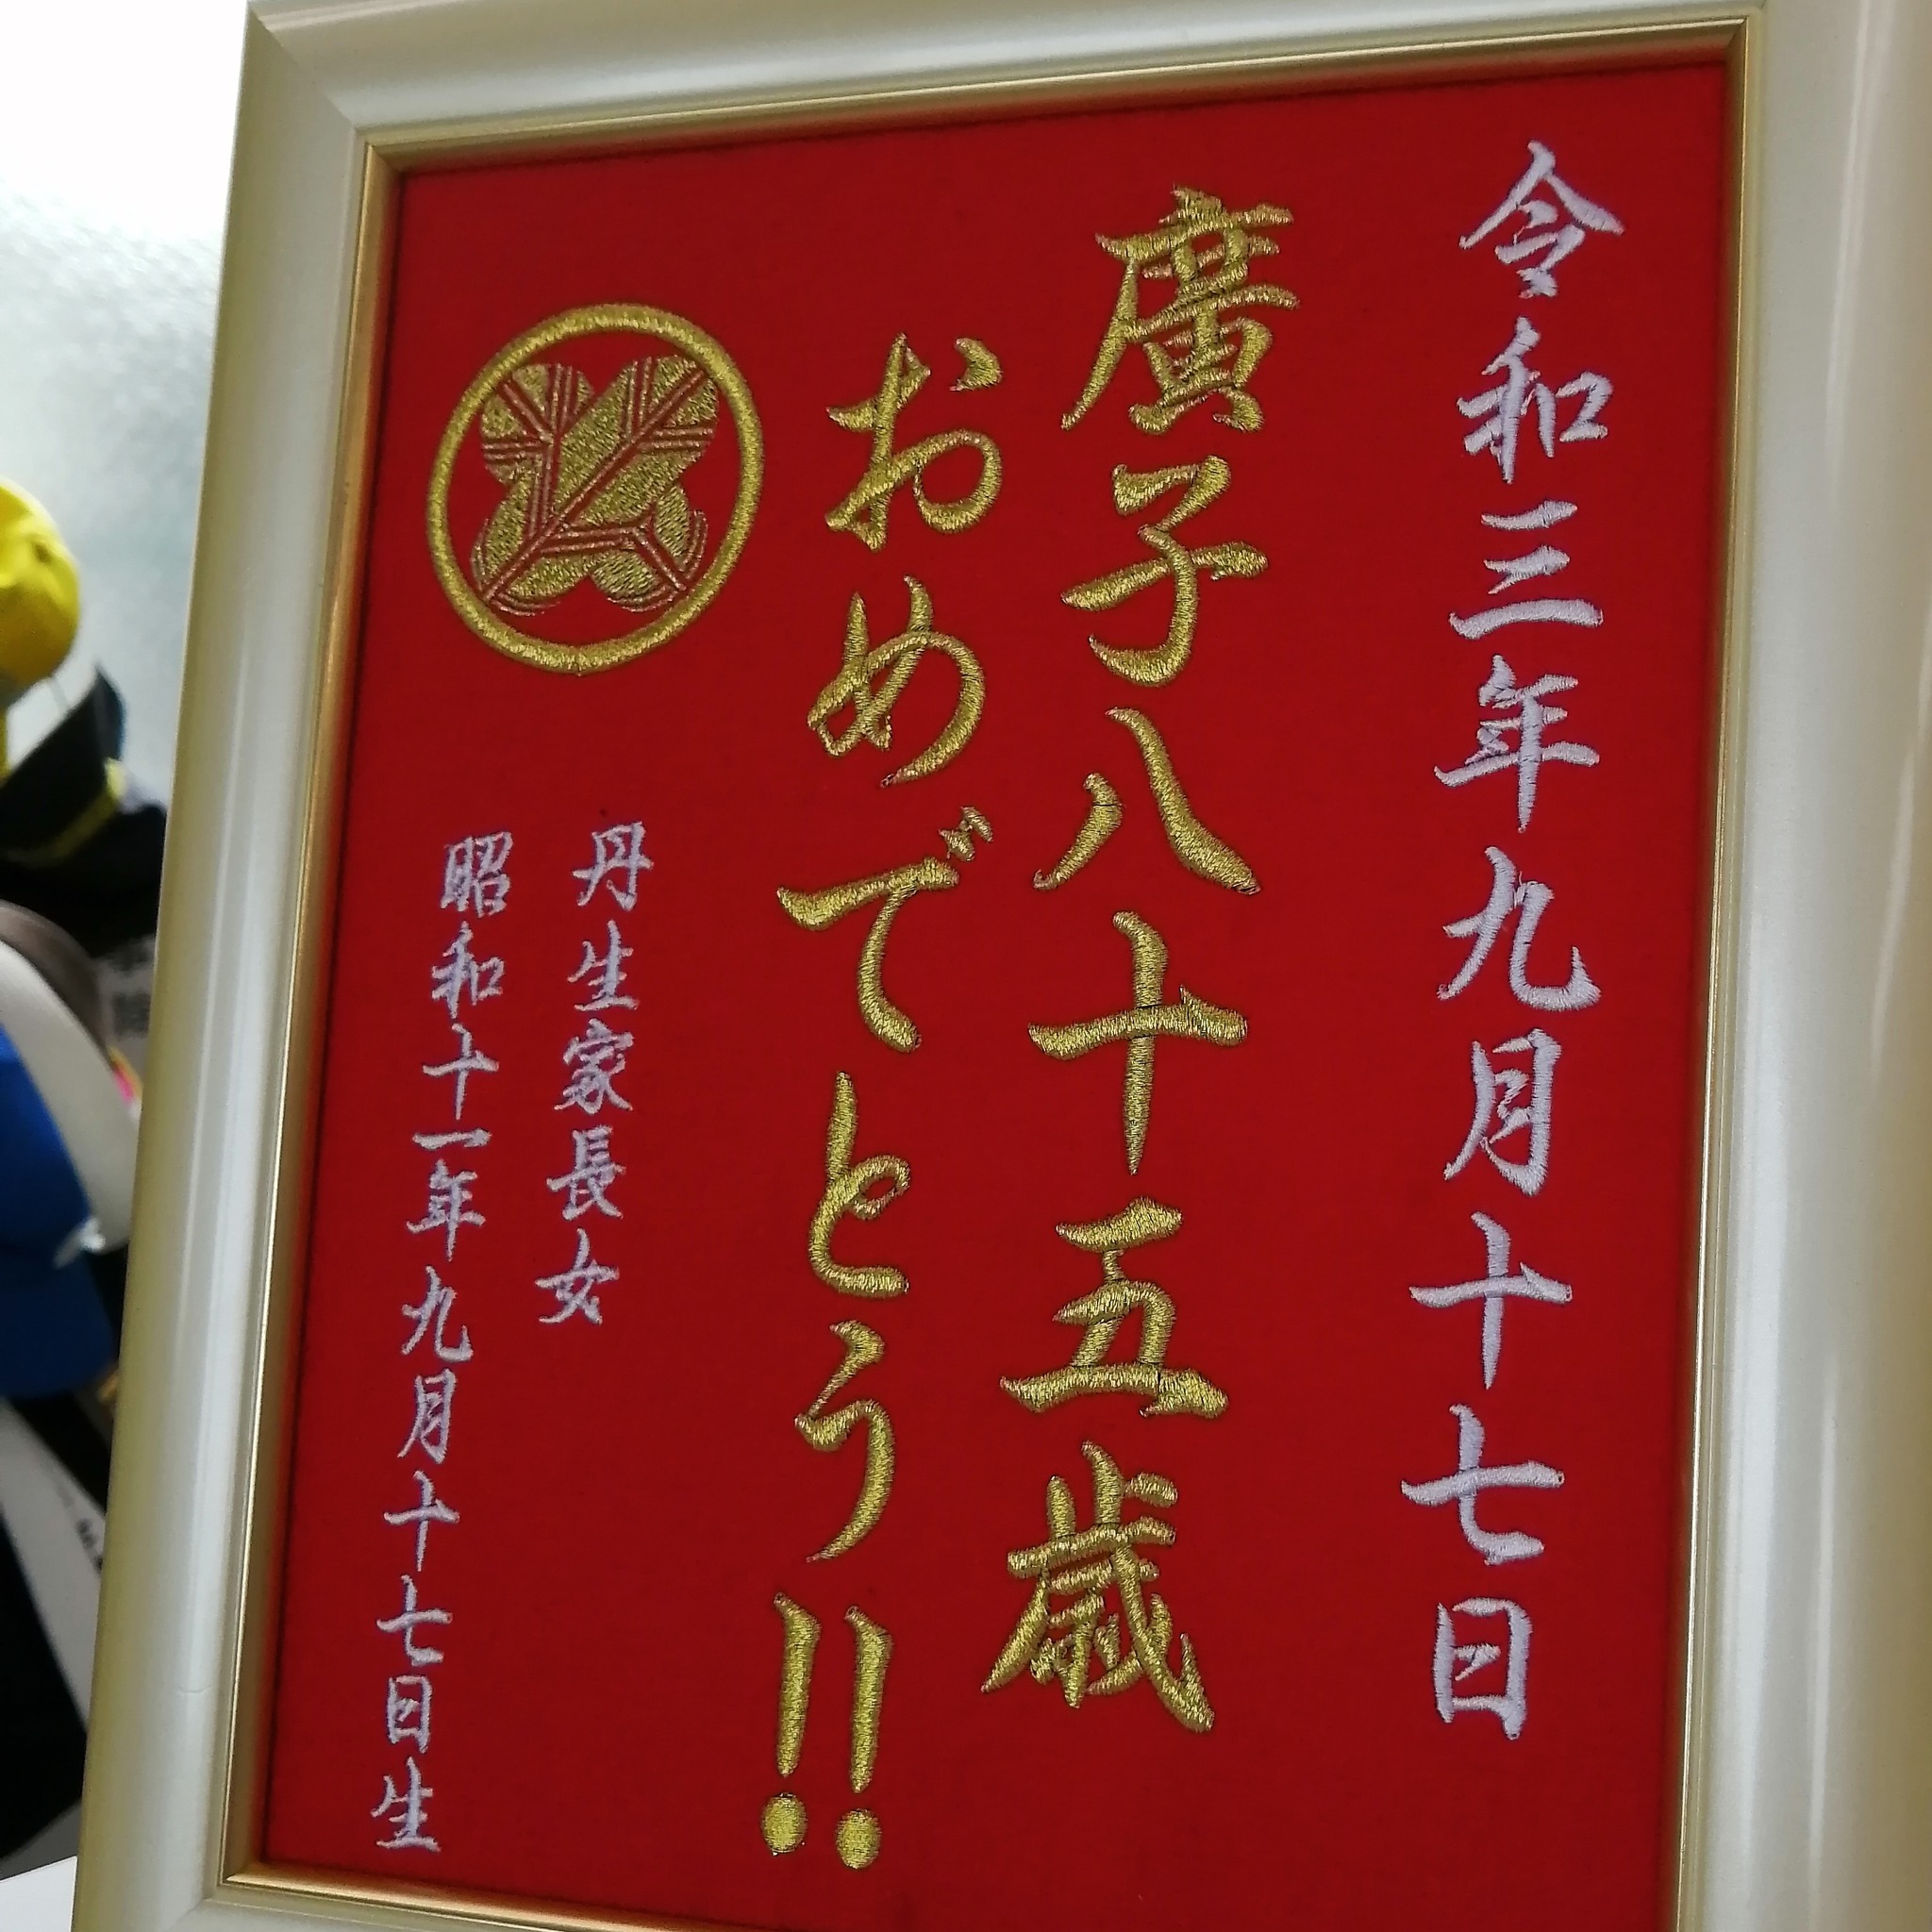 令和三年九月十七日
廣子八十五歳
おめでとう!!
丹生家長女
昭和十一年九月十七日生